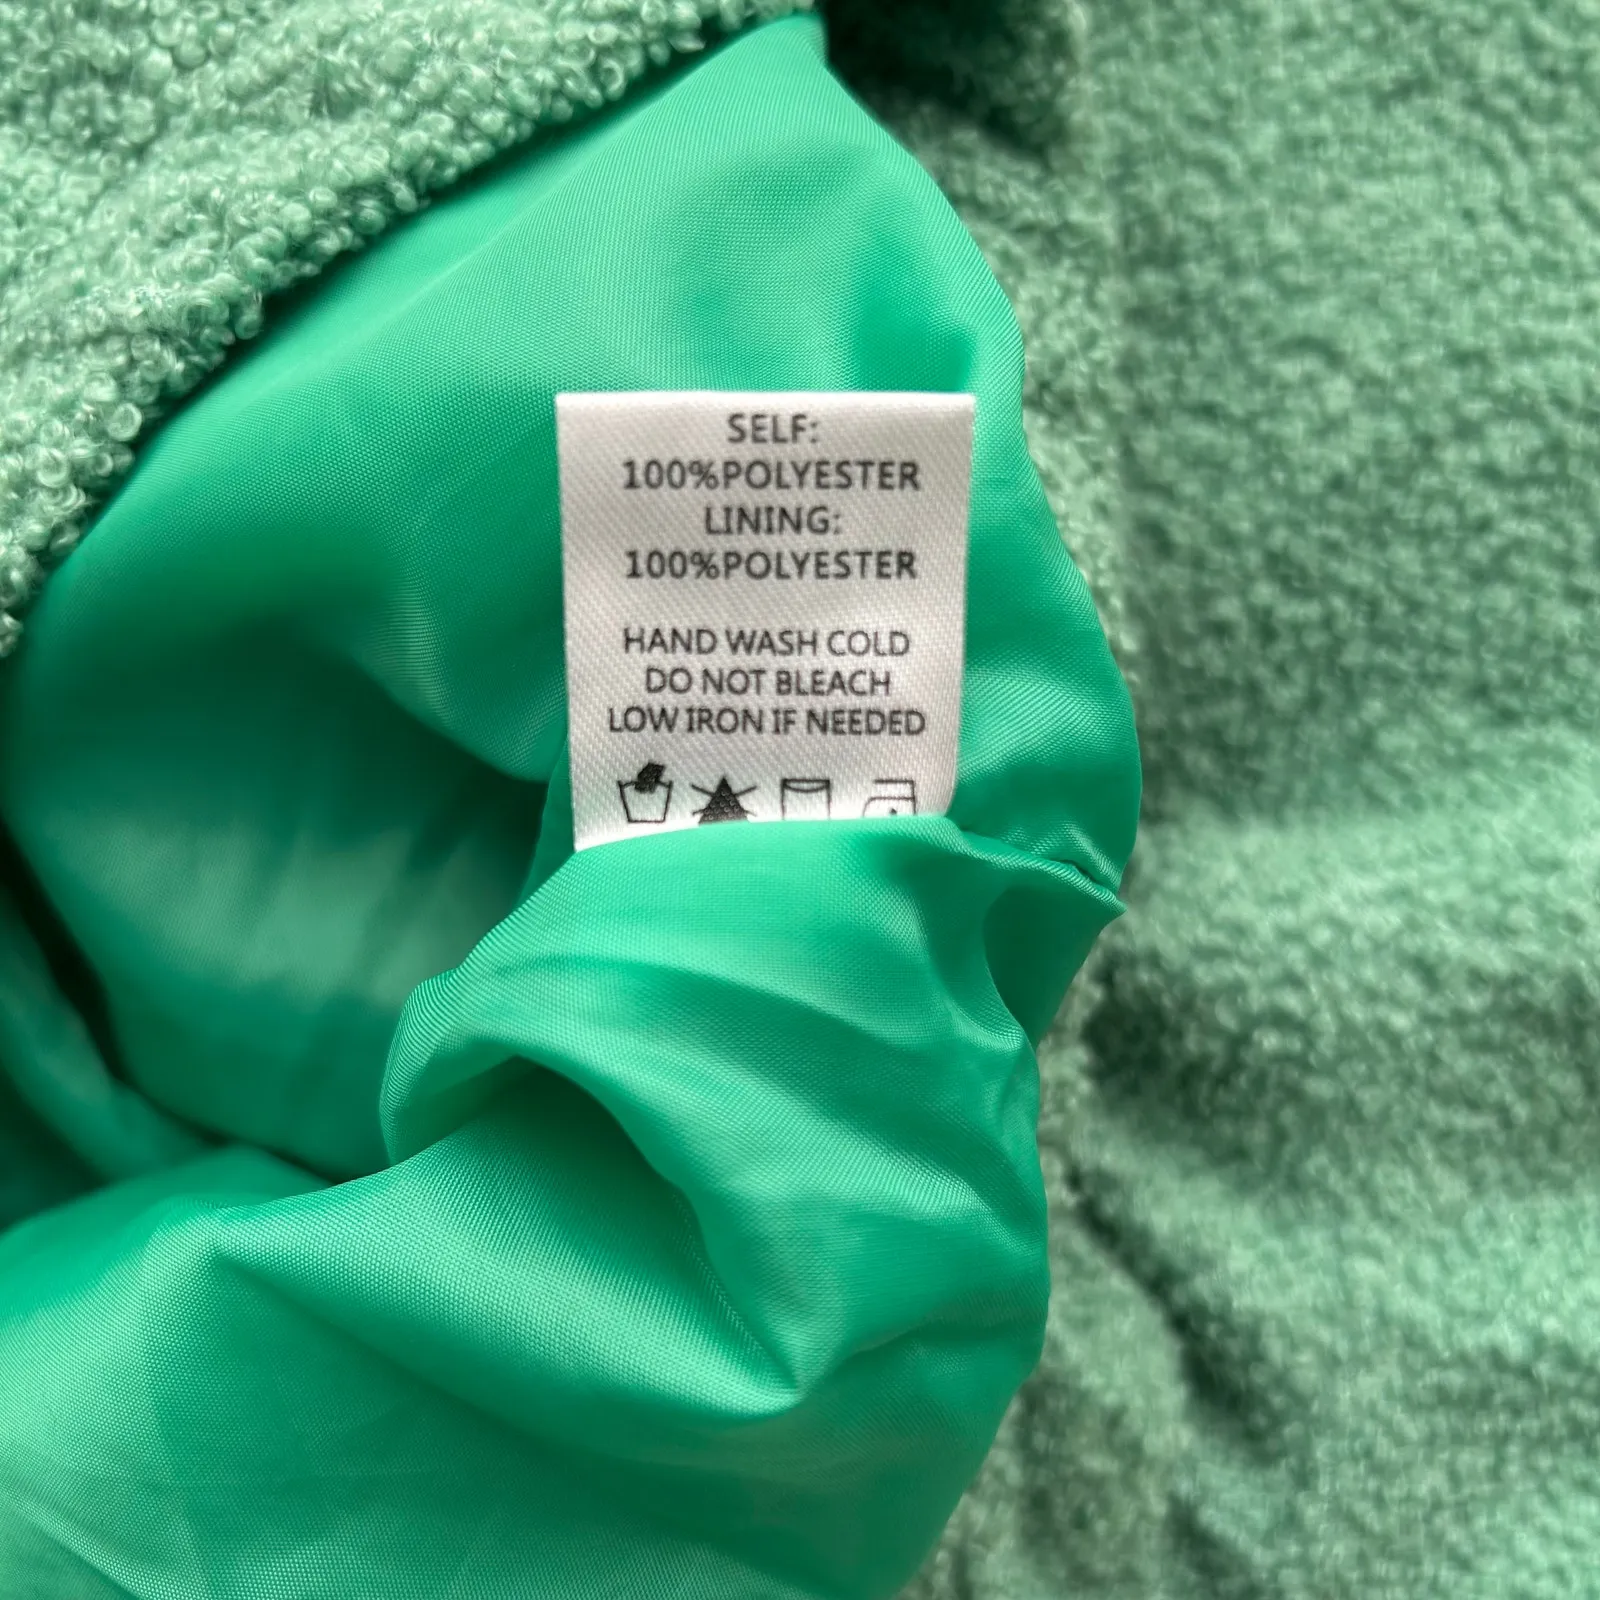 SELF:
100%POLYESTER
LINING:
100%POLYESTER
HAND WASH COLD
DO NOT BLEACH
LOW IRON IF NEEDED